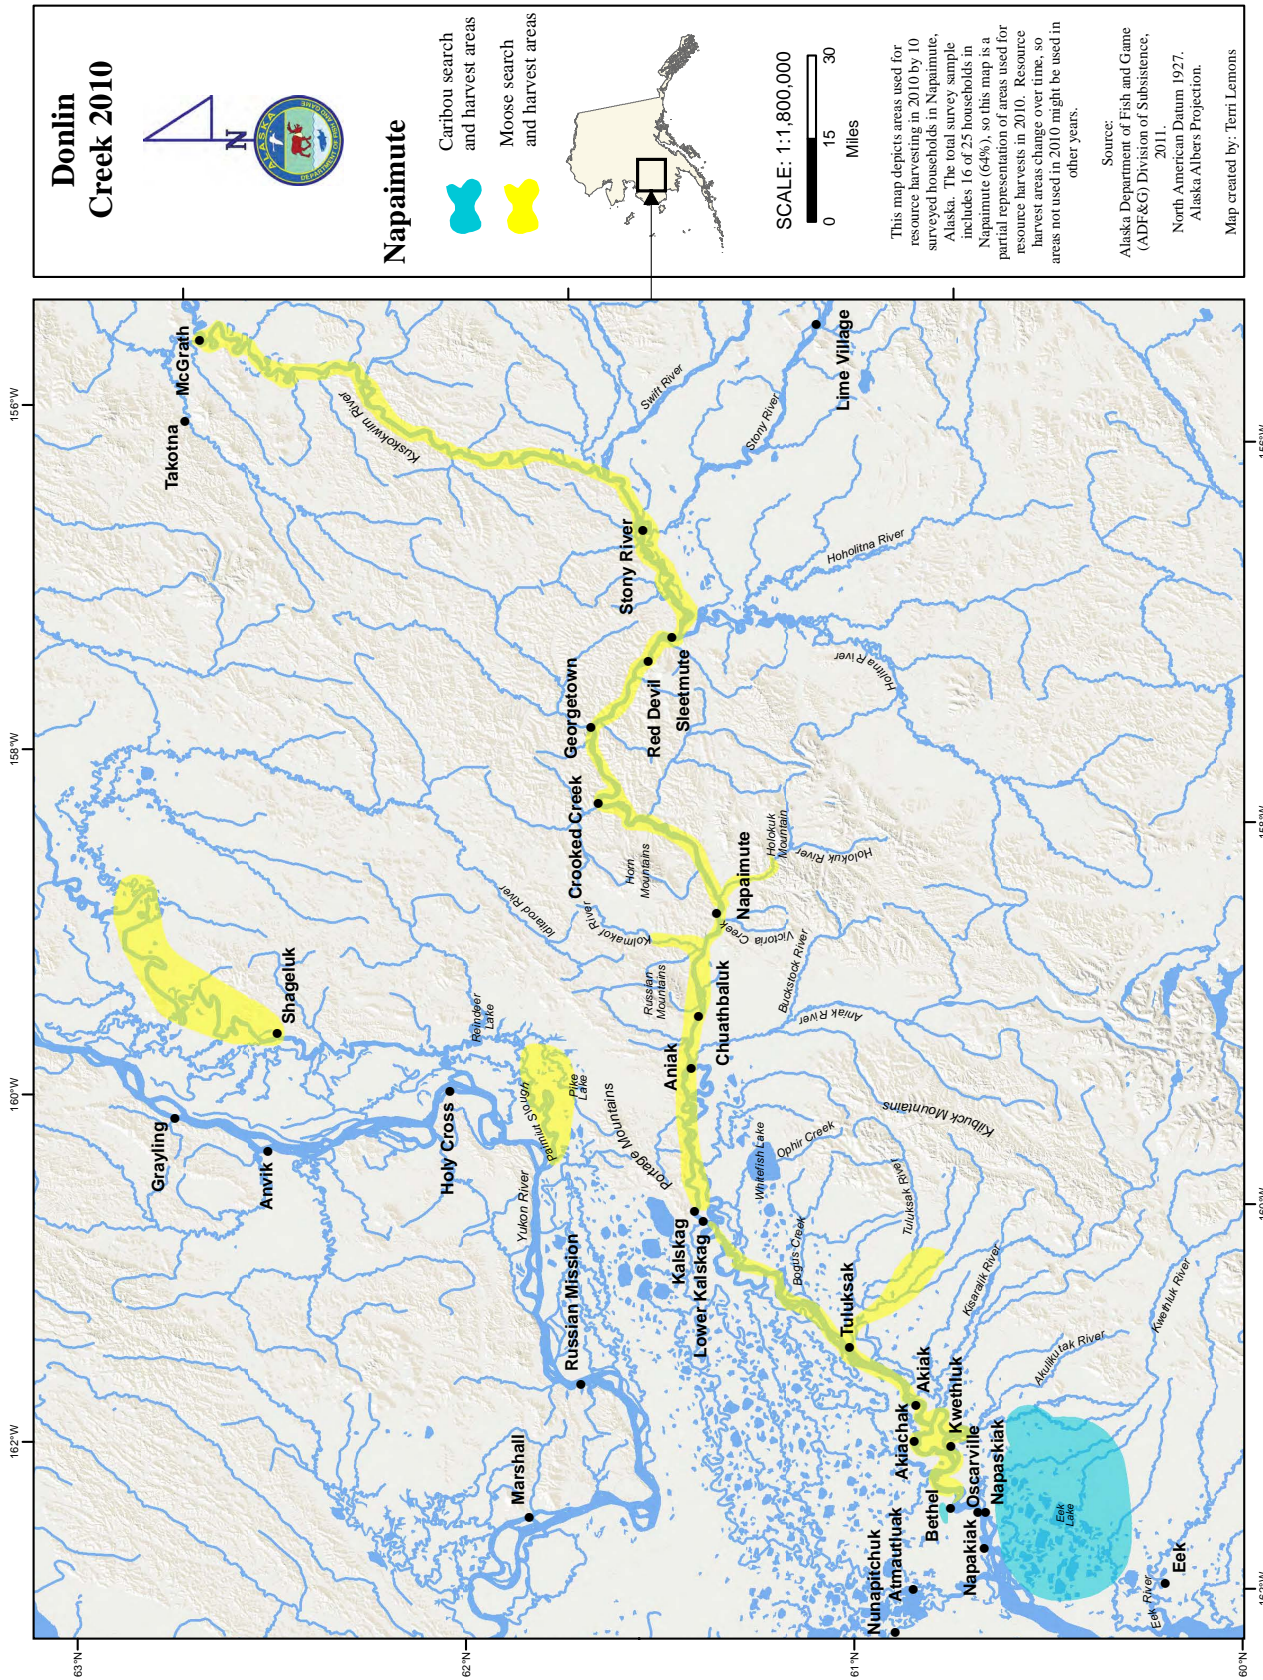 Donlin
Creek 2010
N
ALASKA
DEPARTMENT OF FISH AND GAME
Napaimute
Caribou search
and harvest areas
Moose search
and harvest areas
SCALE: 1:1,800,000
0 15 30
Miles
This map depicts areas used for
resource harvesting in 2010 by 10
surveyed households in Napaimute,
Alaska. The total survey sample
includes 16 of 25 households in
Napaimute (64%), so this map is a
partial representation of areas used for
resource harvests in 2010. Resource
harvest areas change over time, so
areas not used in 2010 might be used in
other years.
Source:
Alaska Department of Fish and Game
(ADF&G) Division of Subsistence,
2011.
North American Datum 1927.
Alaska Albers Projection.
Map created by: Terri Lemons
162°W
160°W
158°W
156°W
63°N
62°N
61°N
60°N
162°W
160°W
158°W
156°W
McGrath
Takotna
Kuskokwim River
Swift River
Stony River
Lime Village
Stony River
Hoholitna River
Holitna River
Sleetmute
Red Devil
Georgetown
Crooked Creek
Horn
Mountains
Holokuk
Mountain
Holokuk River
Napaimute
Iditarod River
Kolmakof River
Victoria Creek
Buckstock River
Russian
Mountains
Chuathbaluk
Aniak River
Aniak
Shageluk
Reindeer
Lake
Grayling
Anvik
Holy Cross
Paimiut Slough
Pike
Lake
Portage Mountains
Yukon River
Russian Mission
Marshall
Kalskag
Lower Kalskag
Whitefish Lake
Ophir Creek
Kilbuck Mountains
Bogus Creek
Tuluksak River
Tuluksak
Kisaralik River
Akiak
Akiachak
Kwethluk
Akulikutak River
Kwethluk River
Bethel
Oscarville
Napaskiak
Napakiak
Atmautluak
Nunapitchuk
Eek
Lake
Eek River
Eek